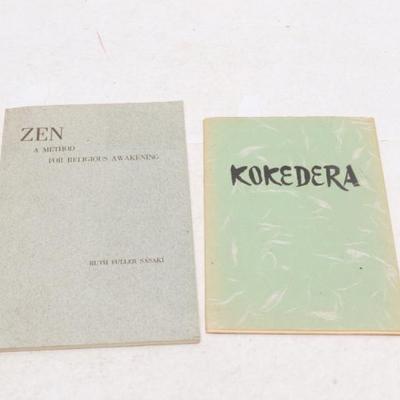 ZEN
A METHOD
FOR RELIGIOUS AWAKENING
RUTH FULLER SASAKI
KOKEDERA